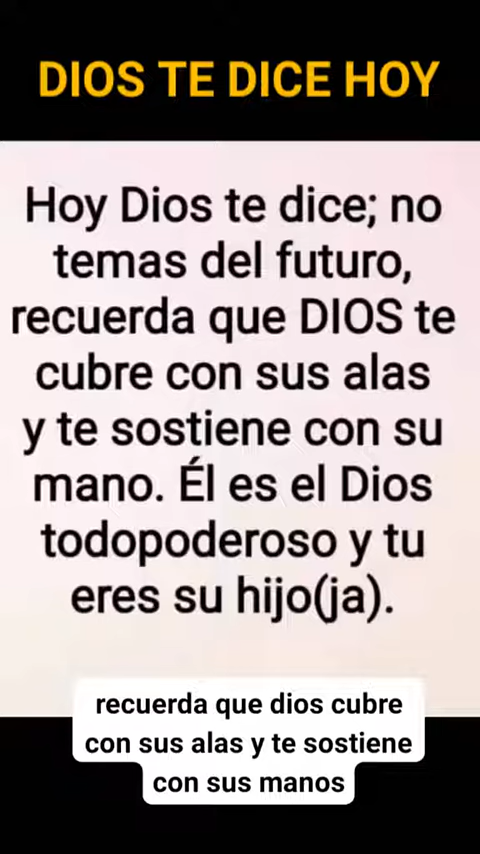 DIOS TE DICE HOY
Hoy Dios te dice; no
temas del futuro,
recuerda que DIOS te
cubre con sus alas
y te sostiene con su
mano. Él es el Dios
todopoderoso y tu
eres su hijo(ja).
recuerda que dios cubre
con sus alas y te sostiene
con sus manos